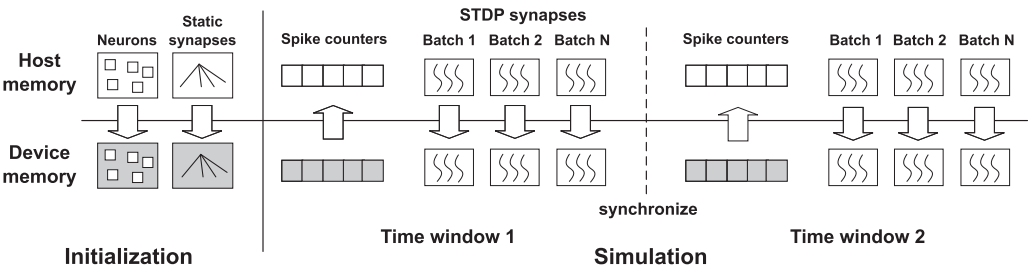 STDP synapses
Static
synapses
Neurons
Spike counters
Batch 1
Batch 2
Batch N
Spike counters
Batch 1
Batch 2
Batch N
Host
memory
Device
memory
synchronize
Time window 1
Time window 2
Initialization
Simulation